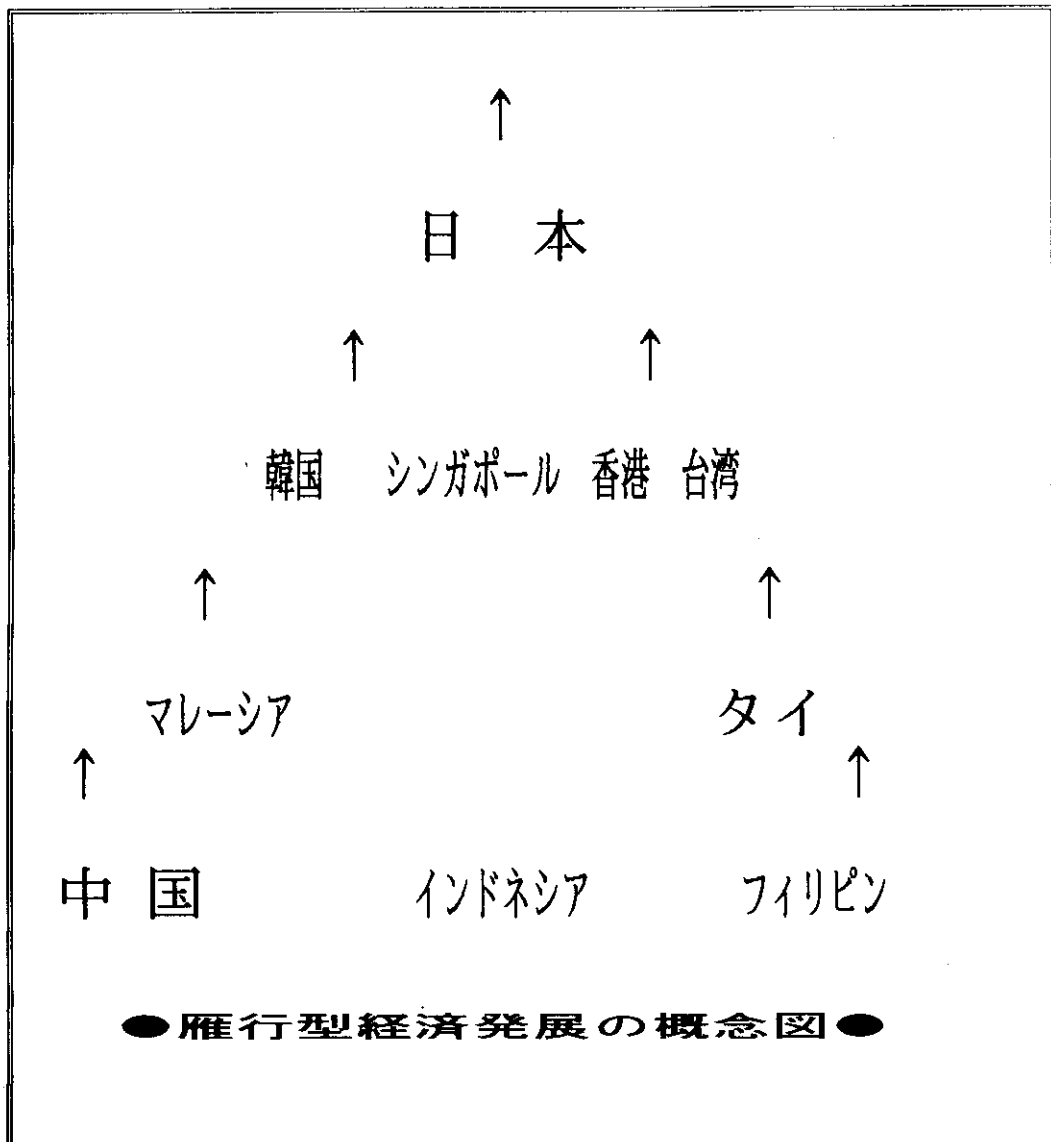 ↑
日 本
↑ ↑
韓国 シンガポール 香港 台湾
↑ ↑
マレーシア タイ
↑ ↑
中 国 インドネシア フィリピン
●雁行型経済発展の概念図●